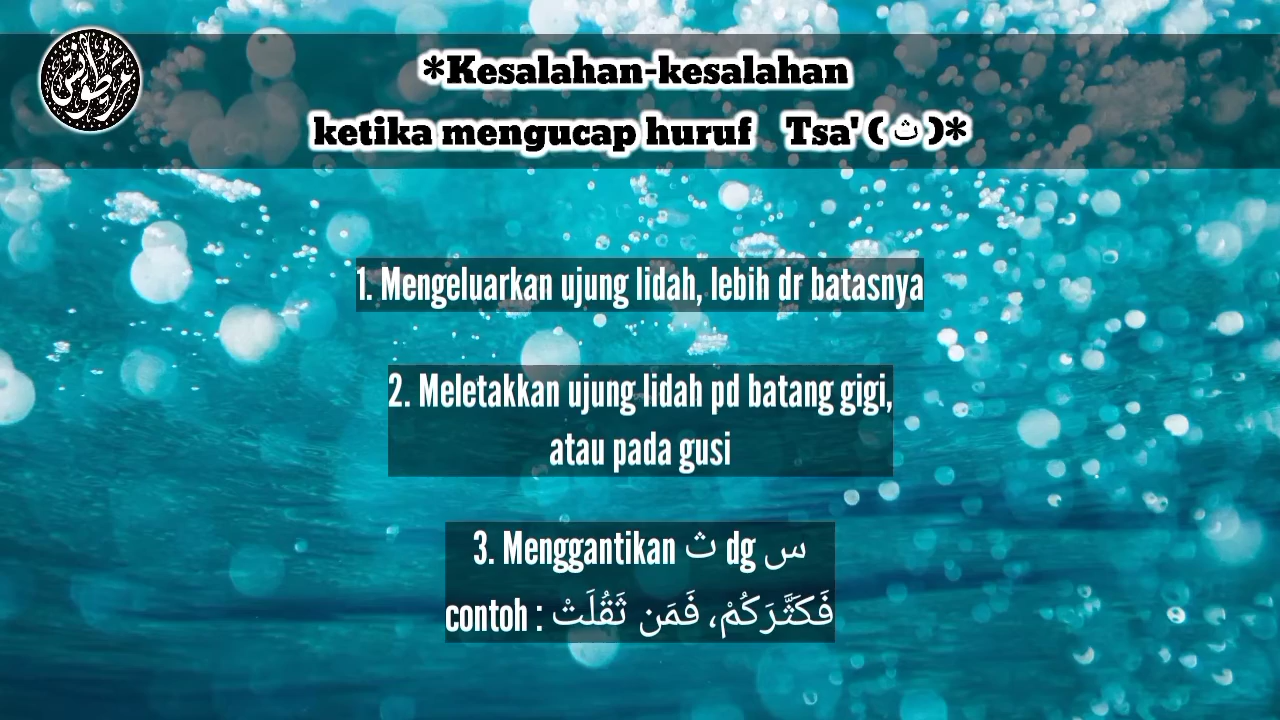 *Kesalahan-kesalahan
ketika mengucap huruf Tsa' ( ث )*
1. Mengeluarkan ujung lidah, lebih dr batasnya
2. Meletakkan ujung lidah pd batang gigi,
atau pada gusi
3. Menggantikan ث dg س
contoh : فَكَثَّرَكُمْ، فَمَن ثَقُلَتْ